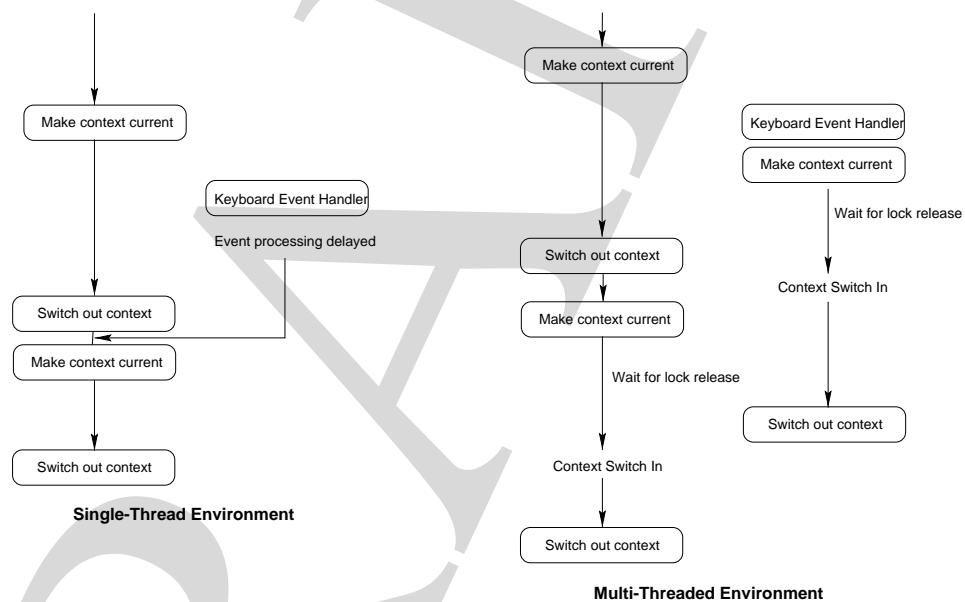 Make context current
Keyboard Event Handler
Event processing delayed
Switch out context
Make context current
Switch out context
Single-Thread Environment
Make context current
Switch out context
Make context current
Wait for lock release
Context Switch In
Switch out context
Keyboard Event Handler
Make context current
Wait for lock release
Context Switch In
Switch out context
Multi-Threaded Environment